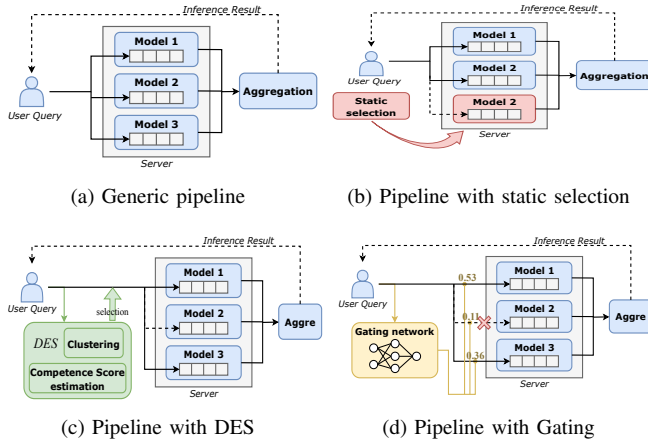 Inference Result
Model 1
Model 2
Aggregation
User Query
Model 3
Server
(a) Generic pipeline
Inference Result
Model 1
Model 2
Aggregation
User Query
Static
selection
Model 2
Server
(b) Pipeline with static selection
Inference Result
Model 1
User Query
selection
Model 2
Aggre
DES
Clustering
Competence Score
estimation
Model 3
Server
(c) Pipeline with DES
Inference Result
0.53
Model 1
User Query
0.11
Model 2
Aggre
Gating network
0.36
Model 3
Server
(d) Pipeline with Gating